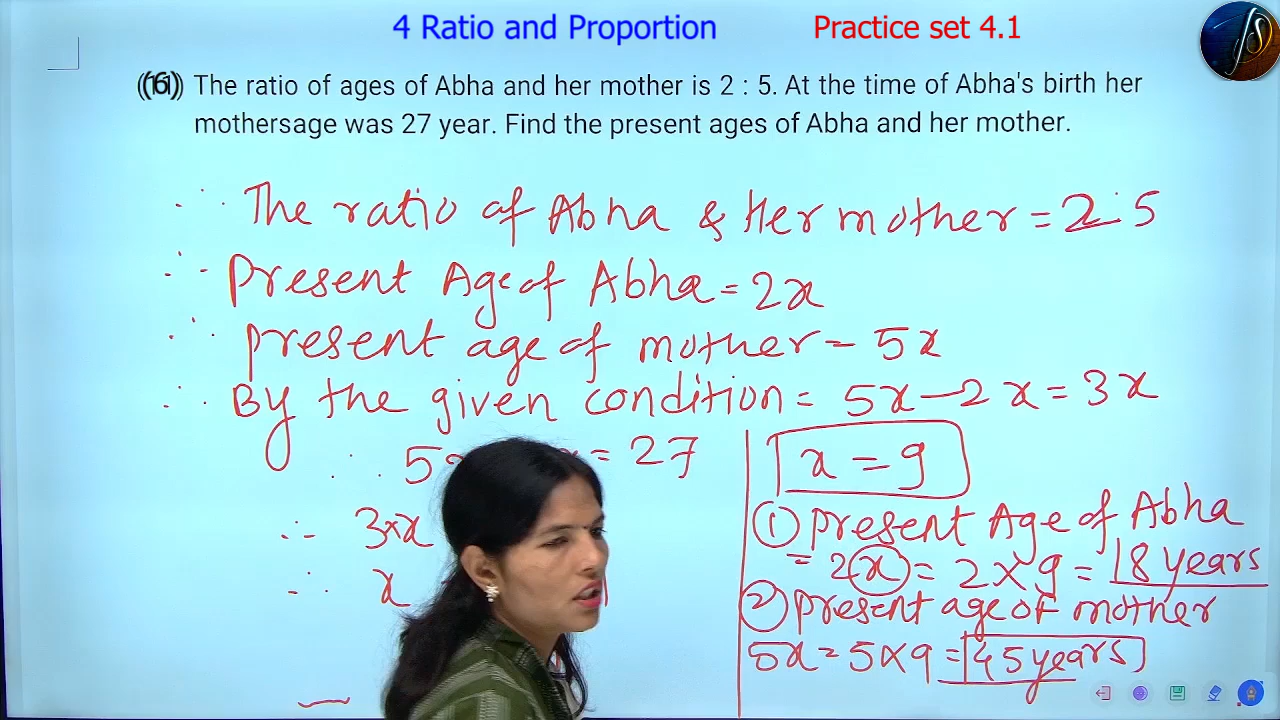 4 Ratio and Proportion Practice set 4.1
The ratio of ages of Abha and her mother is 2 : 5. At the time of Abha's birth her
mothersage was 27 year. Find the present ages of Abha and her mother.
∴ The ratio of Abha & Her mother = 2:5
∴ Present Age of Abha = 2x
∴ present age of mother = 5x
∴ By the given condition = 5x - 2x = 3x
∴ 5x = 27
∴ 3xx
∴ x
x = 9
① present Age of Abha
= 2(x) = 2 × 9 = 18 years
② present age of mother
5x = 5×9 = 45 years